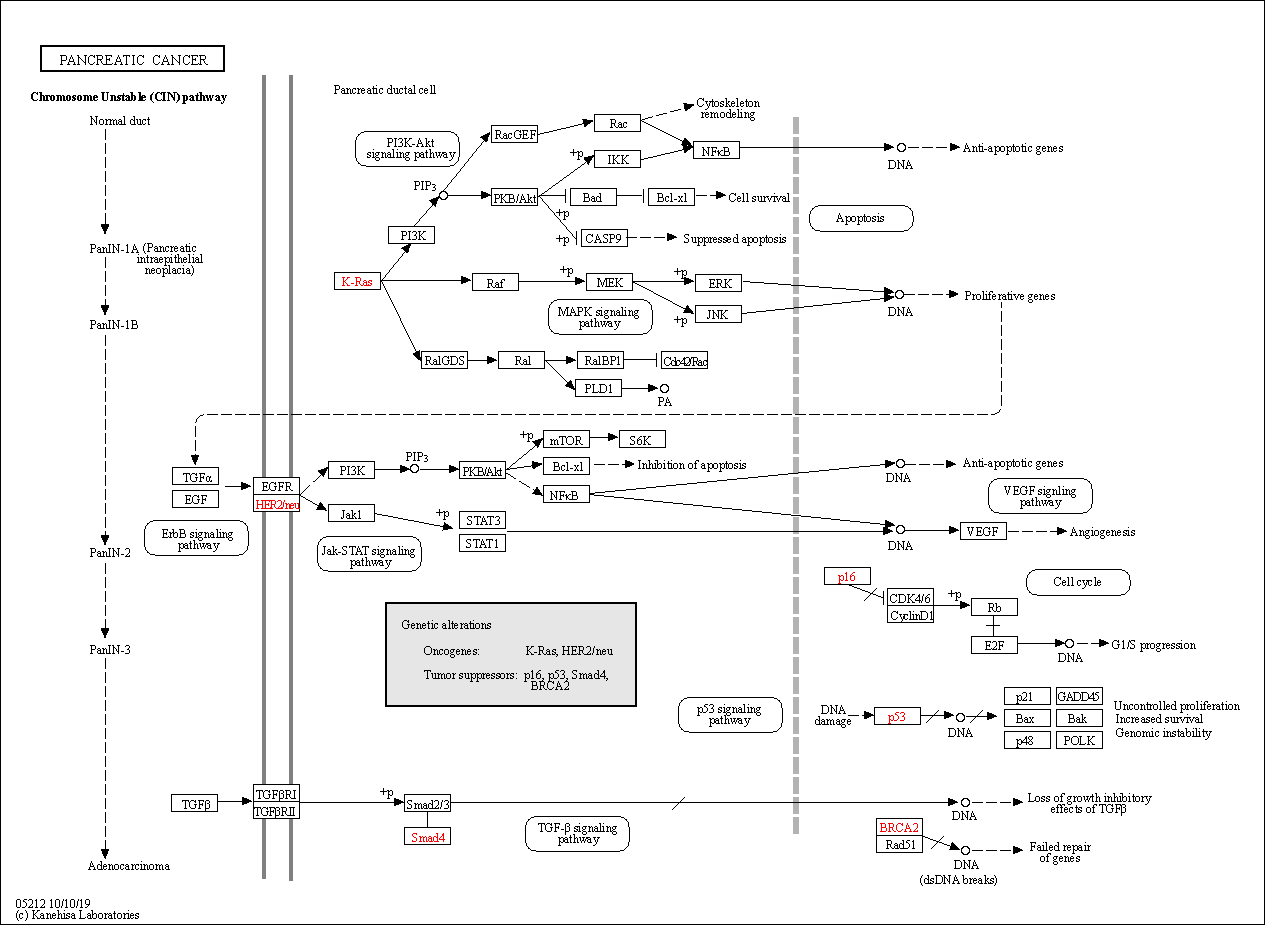 PANCREATIC CANCER
Chromosome Unstable (CIN) pathway
Normal duct
PanIN-1A (Pancreatic
intraepithelial
neoplacia)
PanIN-1B
PanIN-2
PanIN-3
Adenocarcinoma
Pancreatic ductal cell
PI3K-Akt
signaling pathway
RacGEF
Rac
Cytoskeleton
remodeling
NFκB
DNA
Anti-apoptotic genes
+p
IKK
PIP3
PKB/Akt
Bad
Bcl-xl
Cell survival
+p
+p
CASP9
Suppressed apoptosis
Apoptosis
PI3K
K-Ras
Raf
+p
MEK
+p
ERK
DNA
Proliferative genes
MAPK signaling
pathway
+p
JNK
RalGDS
Ral
RalBP1
Cdc42/Rac
PLD1
PA
TGFα
EGF
EGFR
HER2/neu
ErbB signaling
pathway
PI3K
PIP3
PKB/Akt
+p
mTOR
S6K
Bcl-xl
Inhibition of apoptosis
NFκB
DNA
Anti-apoptotic genes
VEGF signling
pathway
Jak1
+p
STAT3
STAT1
DNA
VEGF
Angiogenesis
Jak-STAT signaling
pathway
p16
CDK4/6
CyclinD1
+p
Rb
Cell cycle
E2F
DNA
G1/S progression
Genetic alterations
Oncogenes: K-Ras, HER2/neu
Tumor suppressors: p16, p53, Smad4,
BRCA2
p53 signaling
pathway
DNA
damage
p53
DNA
p21
GADD45
Bax
Bak
p48
POLK
Uncontrolled proliferation
Increased survival
Genomic instability
TGFβ
TGFβRI
TGFβRII
+p
Smad2/3
Smad4
TGF-β signaling
pathway
DNA
Loss of growth inhibitory
effects of TGFβ
BRCA2
Rad51
DNA
(dsDNA breaks)
Failed repair
of genes
05212 10/10/19
(c) Kanehisa Laboratories